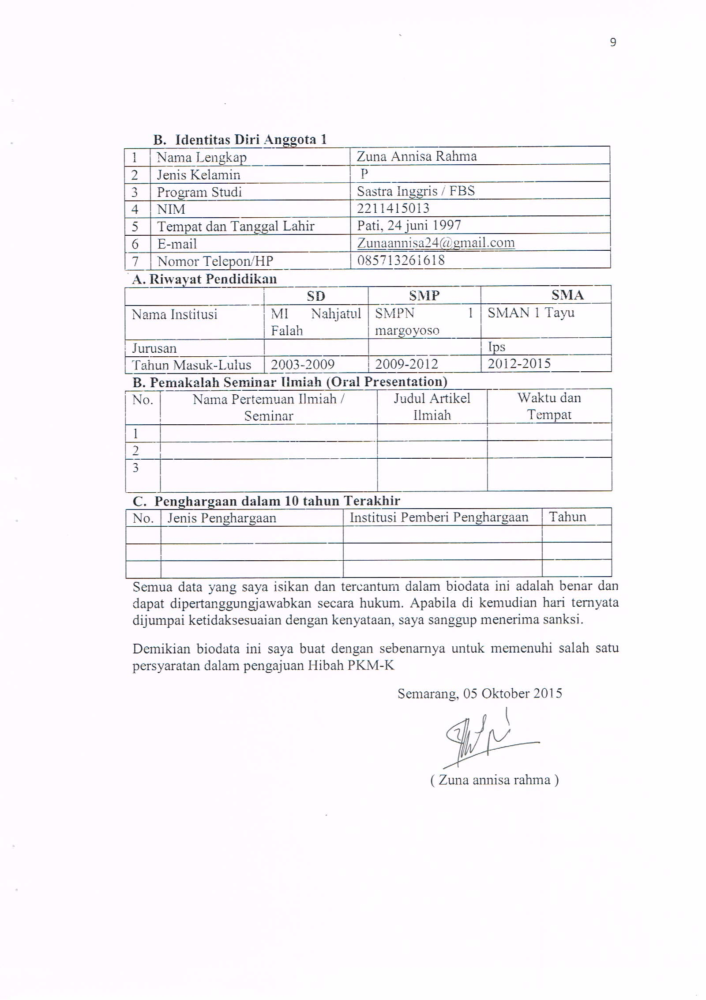 9
B. Identitas Diri Anggota 1
1 Nama Lengkap Zuna Annisa Rahma
2 Jenis Kelamin P
3 Program Studi Sastra Inggris / FBS
4 NIM 2211415013
5 Tempat dan Tanggal Lahir Pati, 24 juni 1997
6 E-mail Zunaannisa24@gmail.com
7 Nomor Telepon/HP 085713261618
A. Riwayat Pendidikan
SD SMP SMA
Nama Institusi MI Nahjatul SMPN 1 SMAN 1 Tayu
Falah margoyoso
Jurusan Ips
Tahun Masuk-Lulus 2003-2009 2009-2012 2012-2015
B. Pemakalah Seminar Ilmiah (Oral Presentation)
No. Nama Pertemuan Ilmiah / Judul Artikel Waktu dan
Seminar Ilmiah Tempat
1
2
3
C. Penghargaan dalam 10 tahun Terakhir
No. Jenis Penghargaan Institusi Pemberi Penghargaan Tahun
Semua data yang saya isikan dan tercantum dalam biodata ini adalah benar dan
dapat dipertanggungjawabkan secara hukum. Apabila di kemudian hari ternyata
dijumpai ketidaksesuaian dengan kenyataan, saya sanggup menerima sanksi.
Demikian biodata ini saya buat dengan sebenarnya untuk memenuhi salah satu
persyaratan dalam pengajuan Hibah PKM-K
Semarang, 05 Oktober 2015
( Zuna annisa rahma )